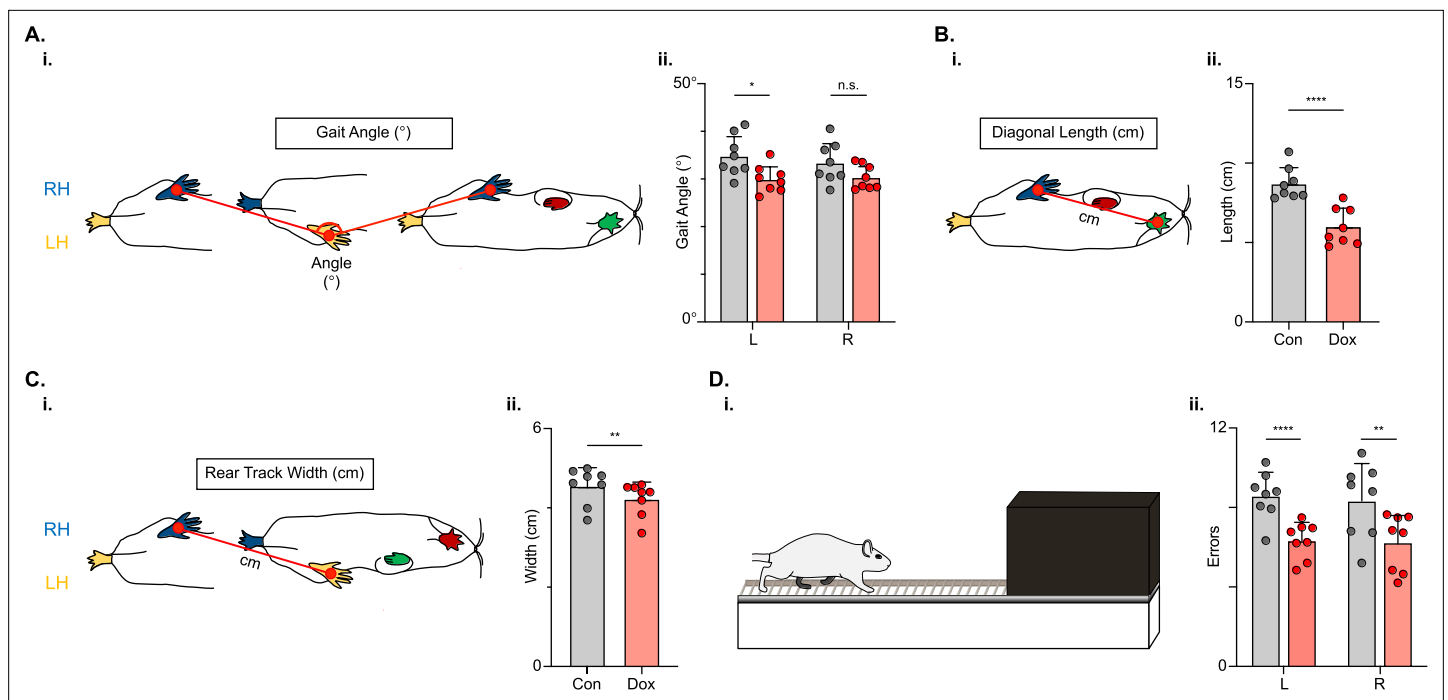 A.
i.
Gait Angle (°)
RH
LH
Angle
(°)
ii.
50°
0°
Gait Angle (°)
*
n.s.
L
R
B.
i.
Diagonal Length (cm)
cm
ii.
15
0
Length (cm)
****
Con
Dox
C.
i.
Rear Track Width (cm)
RH
LH
cm
ii.
6
0
Width (cm)
**
Con
Dox
D.
i.
ii.
12
0
Errors
****
**
L
R